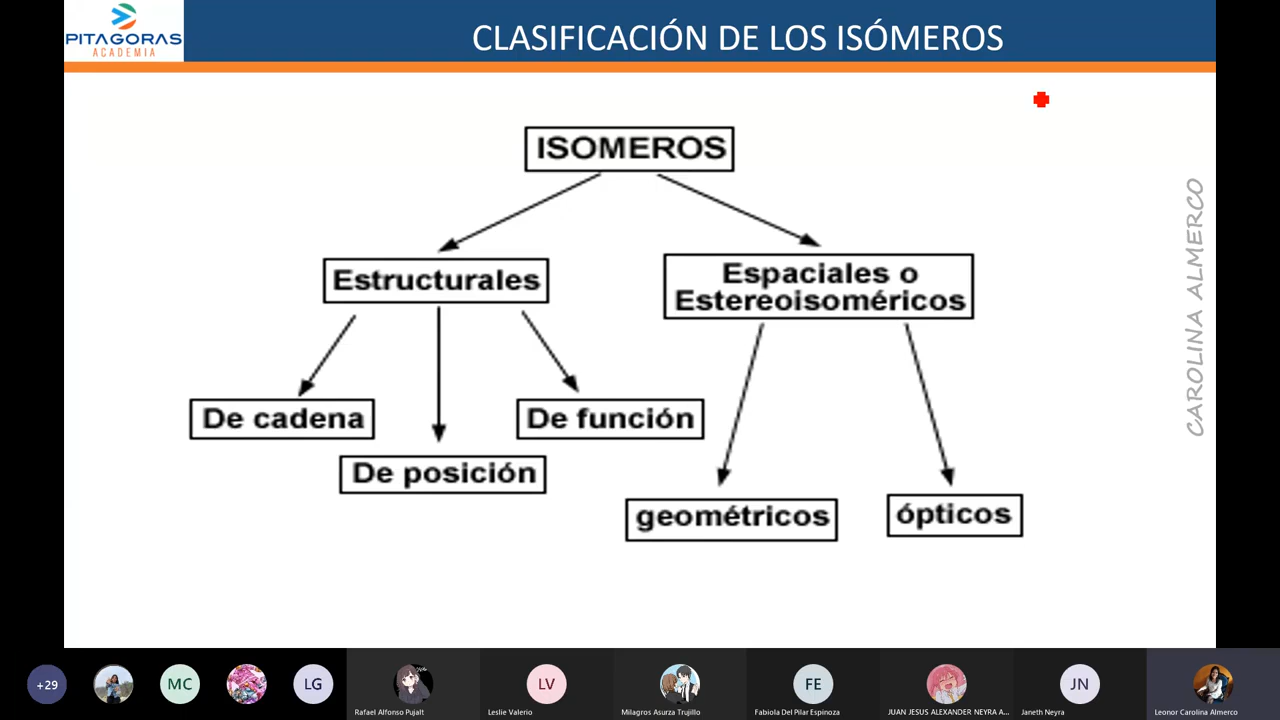 PITAGORAS
ACADEMIA
CLASIFICACIÓN DE LOS ISÓMEROS
ISOMEROS
Estructurales
Espaciales o
Estereoisoméricos
De cadena
De posición
De función
geométricos
ópticos
CAROLINA ALMERCO
+29
MC
LG
Rafael Alfonso Pujalt
LV
Leslie Valerio
Milagros Asurza Trujillo
FE
Fabiola Del Pilar Espinoza
JUAN JESUS ALEXANDER NEYRA A...
JN
Janeth Neyra
Leonor Carolina Almerco